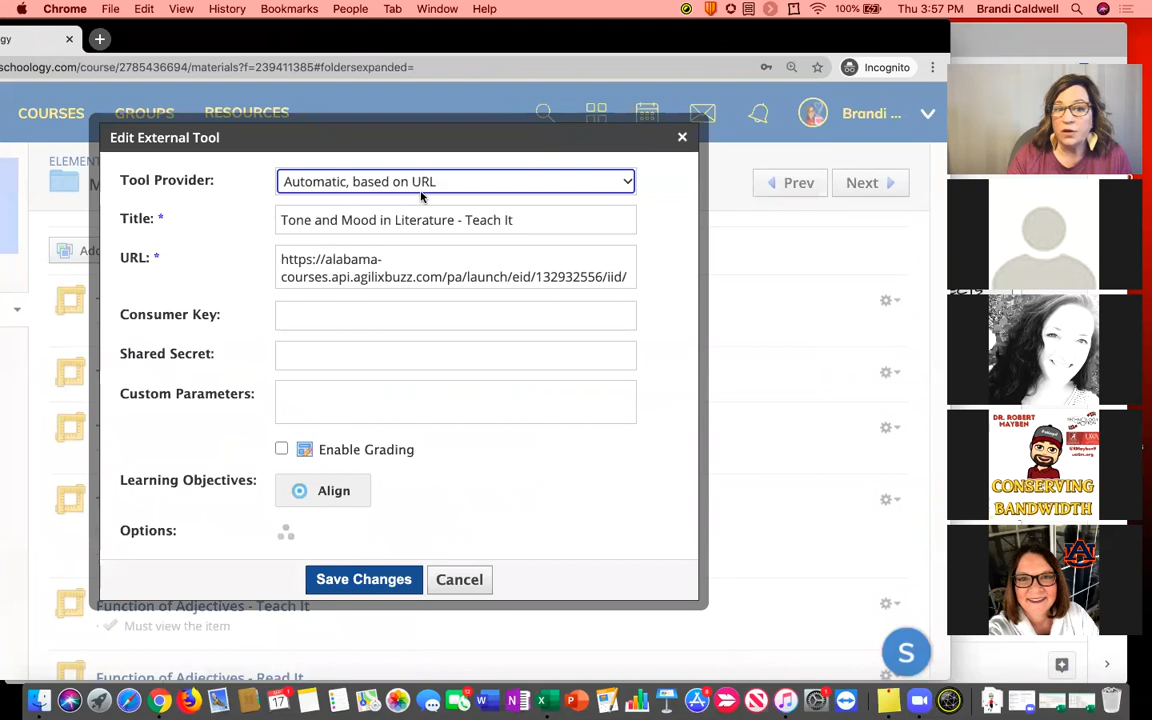 Chrome File Edit View History Bookmarks People Tab Window Help
100% Thu 3:57 PM Brandi Caldwell
gy
schoology.com/course/2785436694/materials?f=239411385#foldersexpanded=
Incognito
COURSES GROUPS RESOURCES
Brandi ...
Edit External Tool
ELEMENT
Tool Provider: Automatic, based on URL
Prev Next
Title: * Tone and Mood in Literature - Teach It
URL: * https://alabama-
courses.api.agilixbuzz.com/pa/launch/eid/132932556/iid/
Add
Consumer Key:
Shared Secret:
Custom Parameters:
Enable Grading
Learning Objectives: Align
Options:
Save Changes Cancel
Function of Adjectives - Teach It
Must view the item
Function of Adjectives - Read It
S
DR. ROBERT
MAYBEN
CONSERVING
BANDWIDTH
17